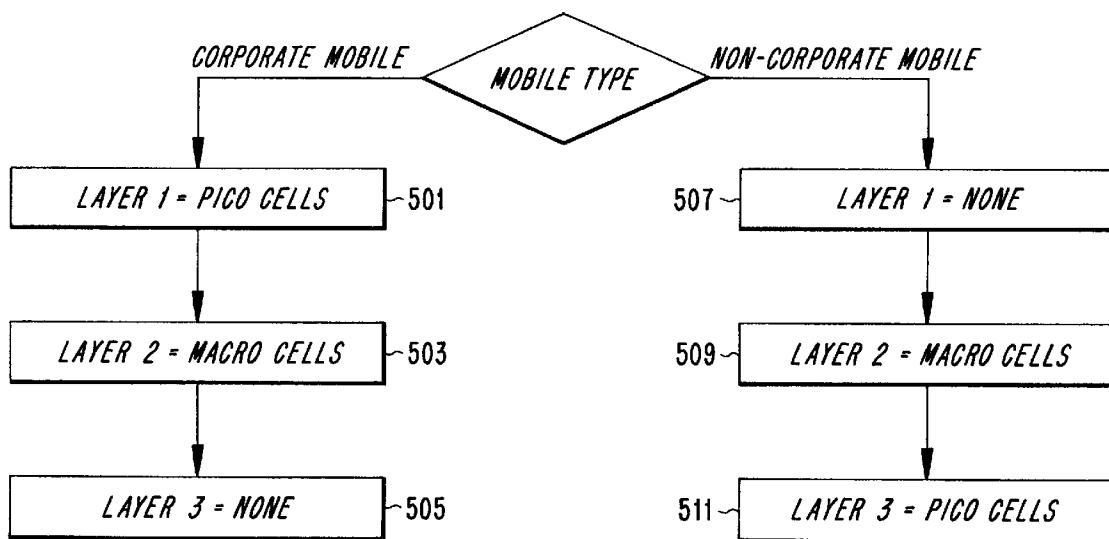 CORPORATE MOBILE
MOBILE TYPE
NON-CORPORATE MOBILE
LAYER 1 = PICO CELLS
501
507
LAYER 1 = NONE
LAYER 2 = MACRO CELLS
503
509
LAYER 2 = MACRO CELLS
LAYER 3 = NONE
505
511
LAYER 3 = PICO CELLS